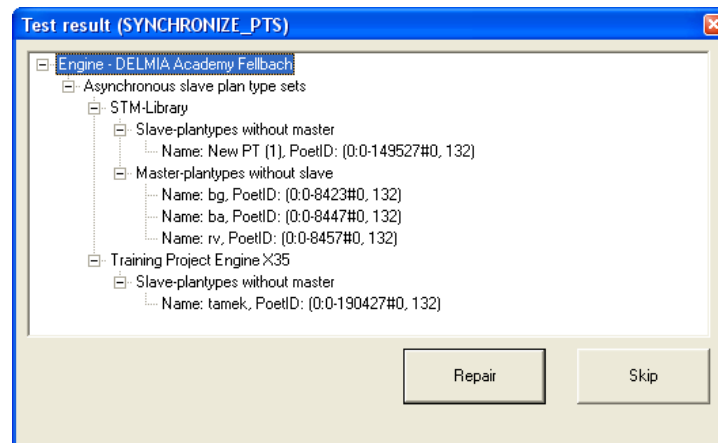 Test result (SYNCHRONIZE_PTS)
Engine - DELMIA Academy Fellbach
Asynchronous slave plan type sets
STM-Library
Slave-plantypes without master
Name: New PT (1), PoetID: (0:0-149527#0, 132)
Master-plantypes without slave
Name: bg, PoetID: (0:0-8423#0, 132)
Name: ba, PoetID: (0:0-8447#0, 132)
Name: rv, PoetID: (0:0-8457#0, 132)
Training Project Engine X35
Slave-plantypes without master
Name: tamek, PoetID: (0:0-190427#0, 132)
Repair Skip